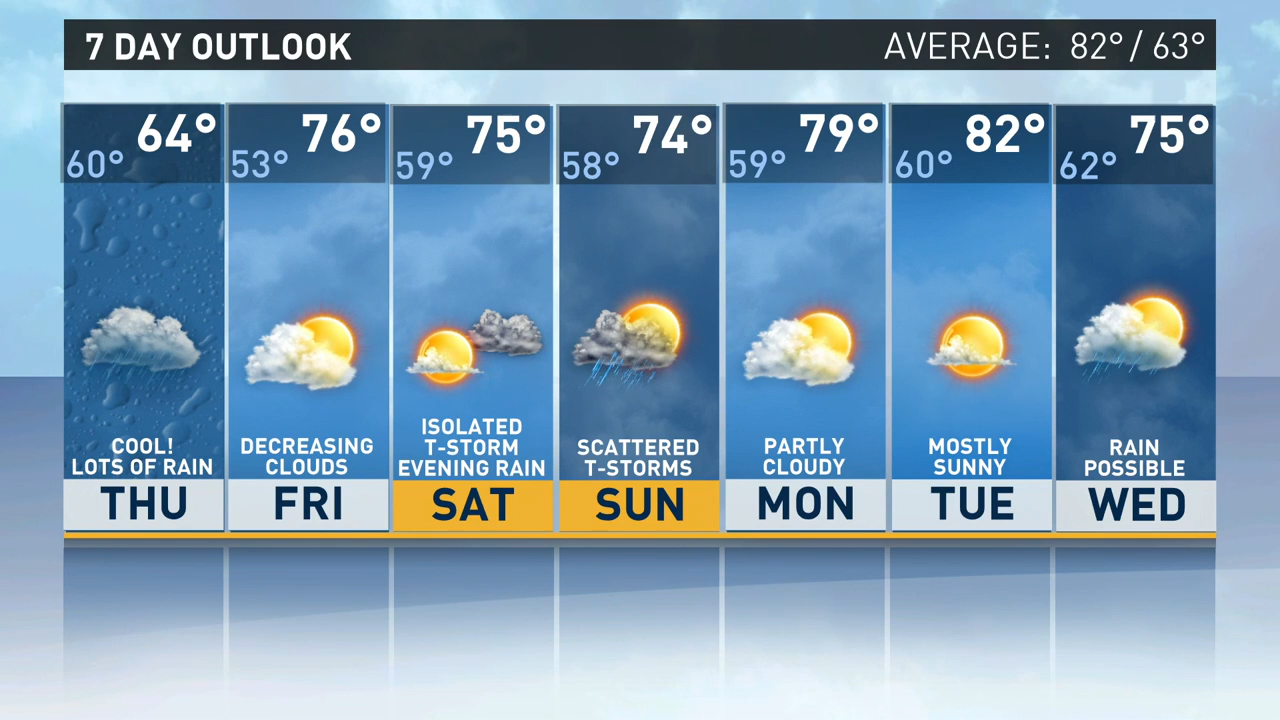 7 DAY OUTLOOK
AVERAGE: 82° / 63°
64°
60°
COOL!
LOTS OF RAIN
THU
76°
53°
DECREASING
CLOUDS
FRI
75°
59°
ISOLATED
T-STORM
EVENING RAIN
SAT
74°
58°
SCATTERED
T-STORMS
SUN
79°
59°
PARTLY
CLOUDY
MON
82°
60°
MOSTLY
SUNNY
TUE
75°
62°
RAIN
POSSIBLE
WED